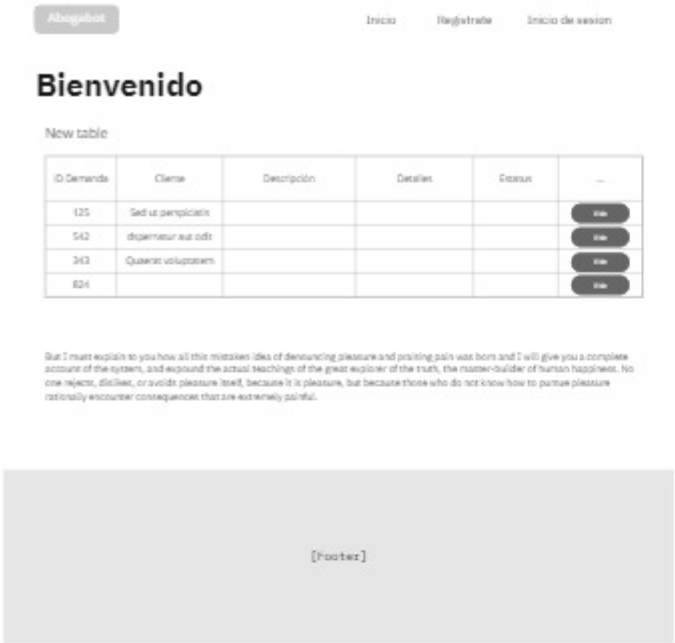 Abogabot
Inicio Registrate Inicio de sesion
Bienvenido
New table
ID Demanda Cliente Descripción Detalles Estatus ...
125 Sed ut perspiciatis
542 dspernatur aut odit
343 Quaerat voluptatem
824
But I must explain to you how all this mistaken idea of denouncing pleasure and praising pain was born and I will give you a complete
account of the system, and expound the actual teachings of the great explorer of the truth, the master-builder of human happiness. No
one rejects, dislikes, or avoids pleasure itself, because it is pleasure, but because those who do not know how to pursue pleasure
rationally encounter consequences that are extremely painful.
[Footer]